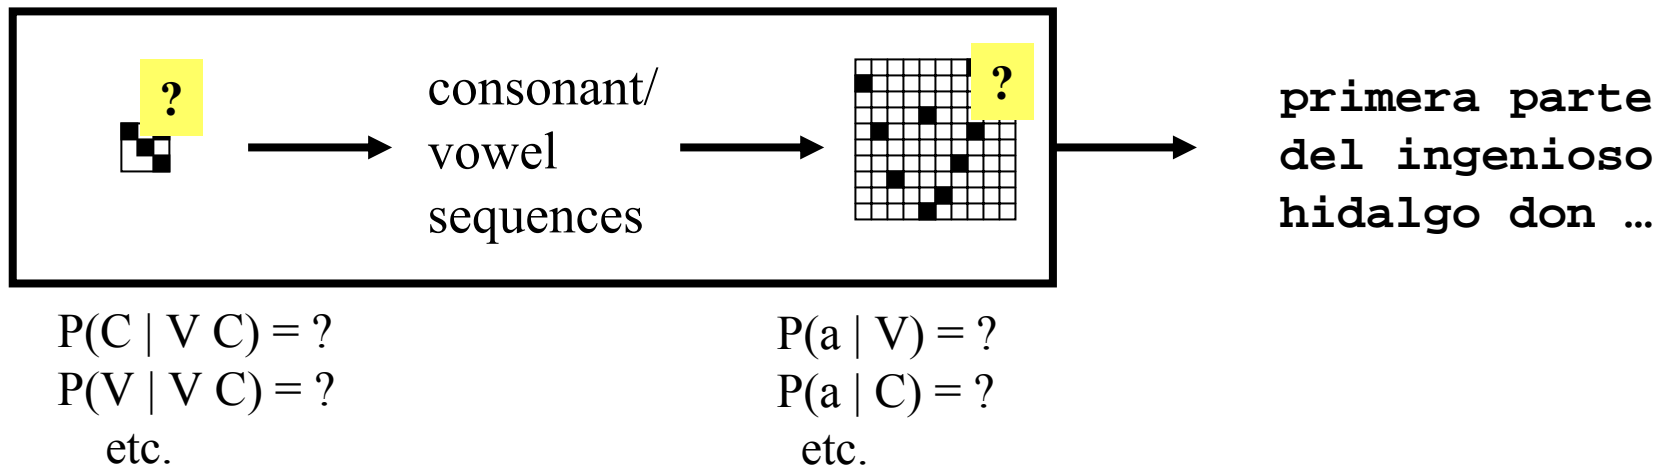 ?
consonant/
vowel
sequences
?
primera parte
del ingenioso
hidalgo don …
P(C | V C) = ?
P(V | V C) = ?
etc.
P(a | V) = ?
P(a | C) = ?
etc.